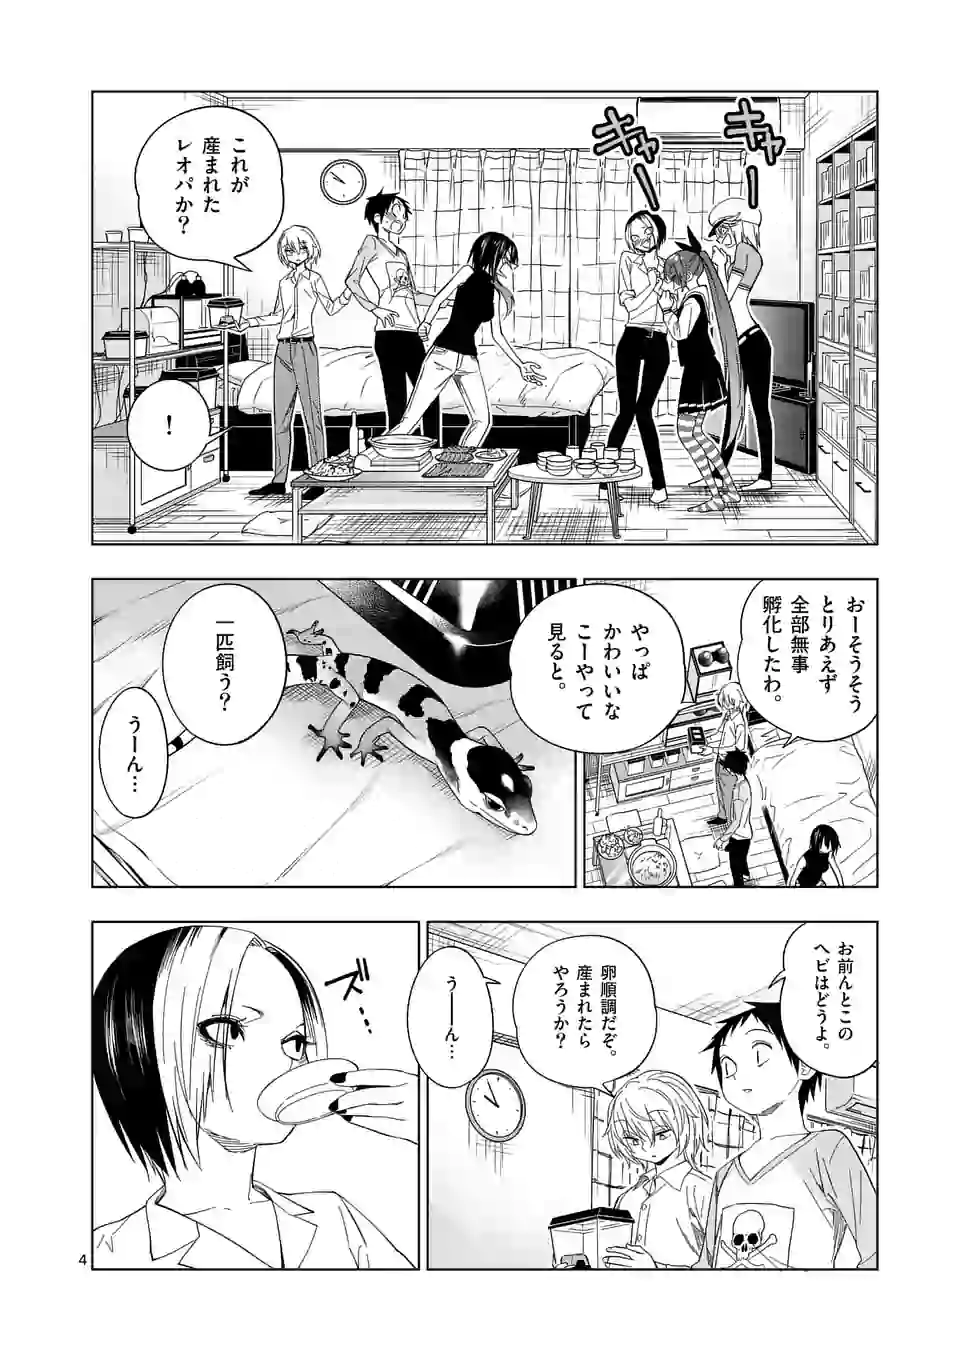 キャー
キャー
これが
産まれた
レオパか？
！
おーそうそう
とりあえず
全部無事
孵化したわ。
やっぱ
かわいいな
こーやって
見ると。
一匹飼う？
うーん…
お前んとこの
ヘビはどうよ。
卵順調だぞ。
産まれたら
やろうか？
うーーん…
ズ…
4